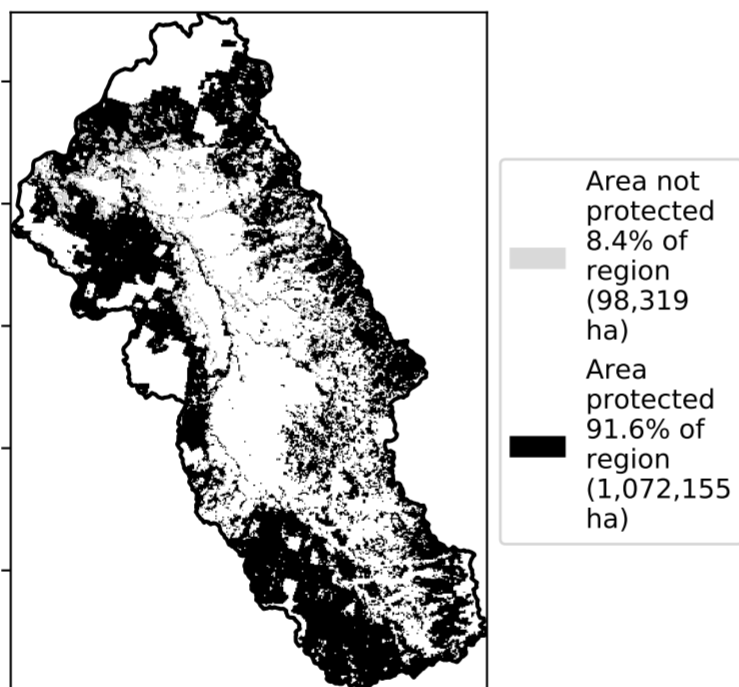 Area not
protected
8.4% of
region
(98,319
ha)
Area
protected
91.6% of
region
(1,072,155
ha)